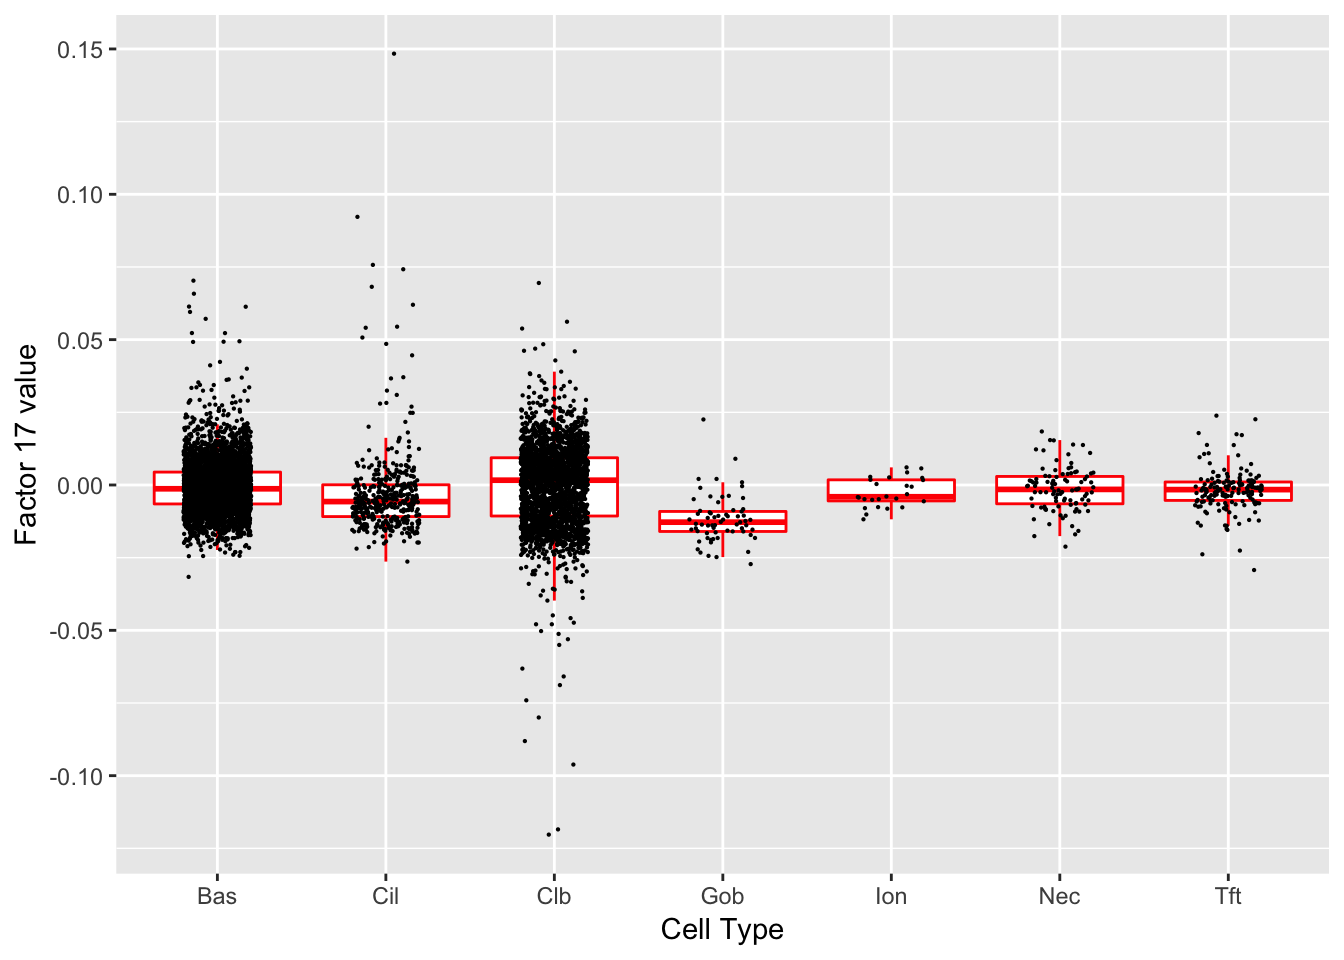 0.15
0.10
0.05
0.00
-0.05
-0.10
Factor 17 value
Bas Cil Clb Gob Ion Nec Tft
Cell Type